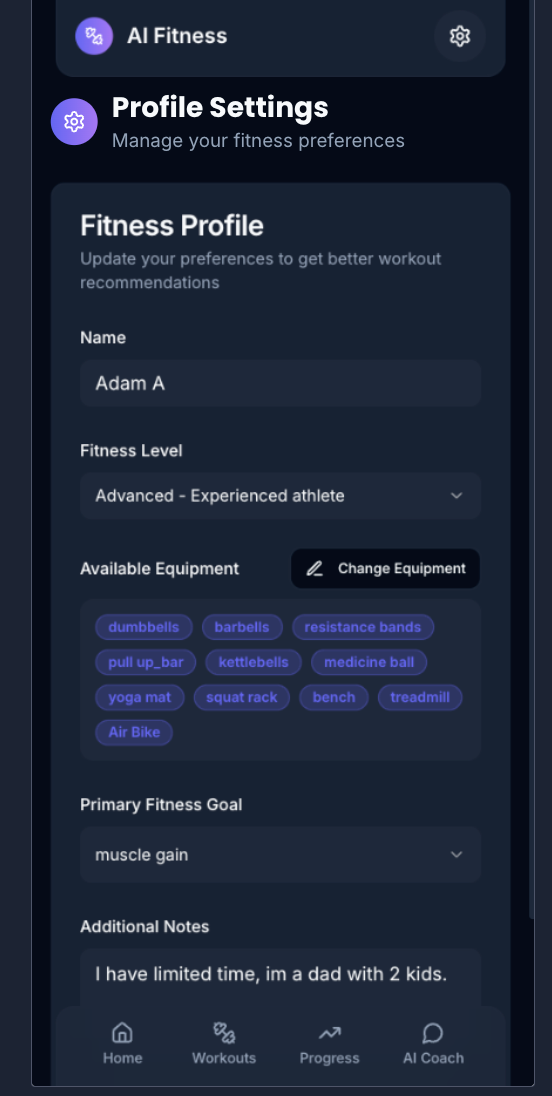 AI Fitness
Profile Settings
Manage your fitness preferences
Fitness Profile
Update your preferences to get better workout
recommendations
Name
Adam A
Fitness Level
Advanced - Experienced athlete
Available Equipment
Change Equipment
dumbbells barbells resistance bands
pull up_bar kettlebells medicine ball
yoga mat squat rack bench treadmill
Air Bike
Primary Fitness Goal
muscle gain
Additional Notes
I have limited time, im a dad with 2 kids.
Home Workouts Progress AI Coach